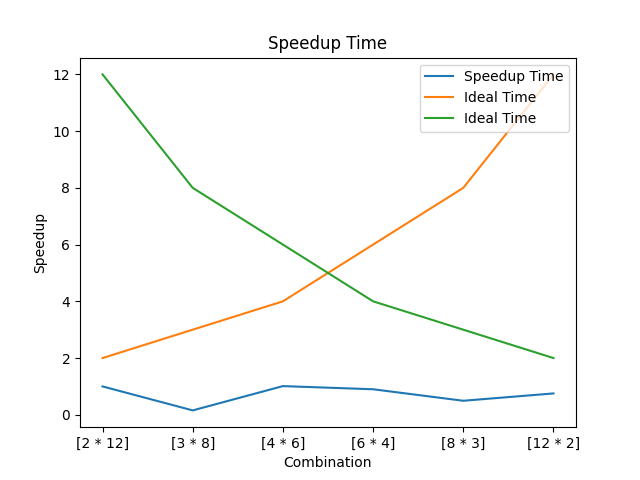 Speedup Time
Speedup Time
Ideal Time
Ideal Time
12
10
8
6
4
2
0
Speedup
[2 * 12] [3 * 8] [4 * 6] [6 * 4] [8 * 3] [12 * 2]
Combination